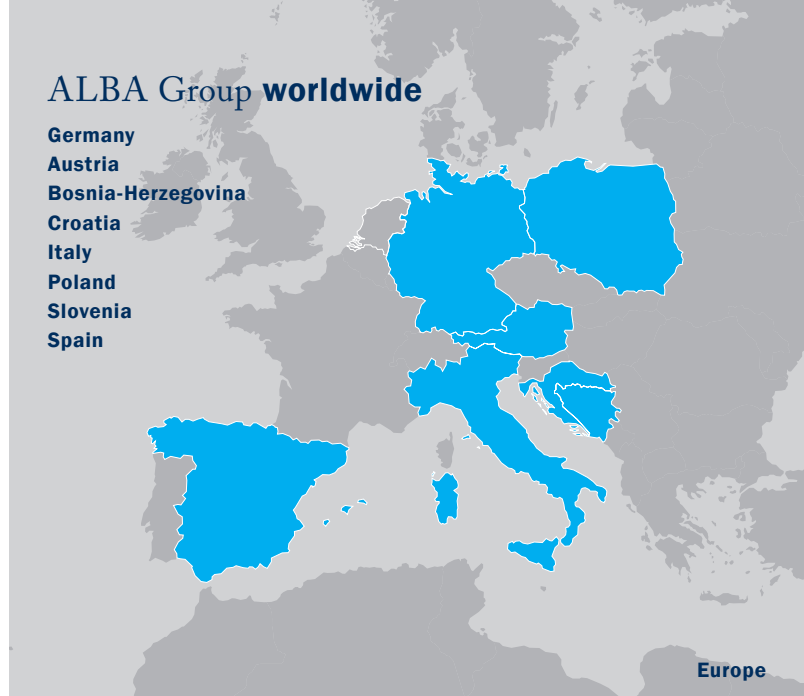 ALBA Group worldwide
Germany
Austria
Bosnia-Herzegovina
Croatia
Italy
Poland
Slovenia
Spain
Europe